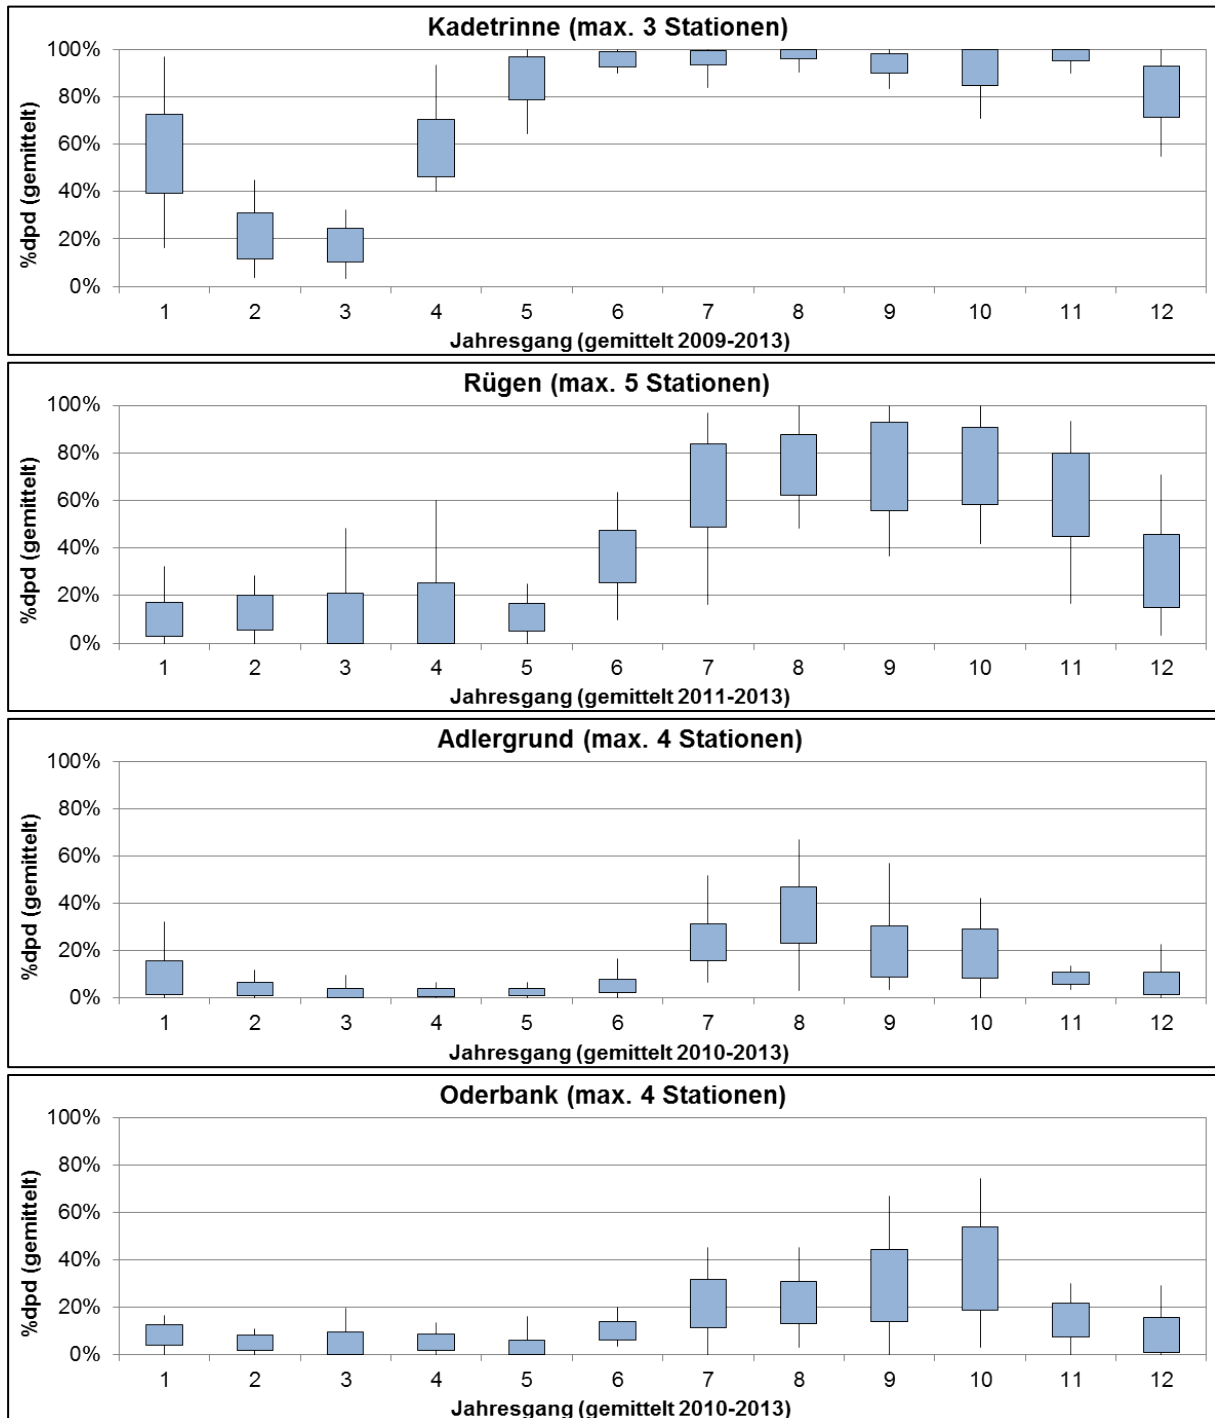 Kadetrinne (max. 3 Stationen)
%dpd (gemittelt)
100%
80%
60%
40%
20%
0%
1 2 3 4 5 6 7 8 9 10 11 12
Jahresgang (gemittelt 2009-2013)
Rügen (max. 5 Stationen)
%dpd (gemittelt)
100%
80%
60%
40%
20%
0%
1 2 3 4 5 6 7 8 9 10 11 12
Jahresgang (gemittelt 2011-2013)
Adlergrund (max. 4 Stationen)
%dpd (gemittelt)
100%
80%
60%
40%
20%
0%
1 2 3 4 5 6 7 8 9 10 11 12
Jahresgang (gemittelt 2010-2013)
Oderbank (max. 4 Stationen)
%dpd (gemittelt)
100%
80%
60%
40%
20%
0%
1 2 3 4 5 6 7 8 9 10 11 12
Jahresgang (gemittelt 2010-2013)